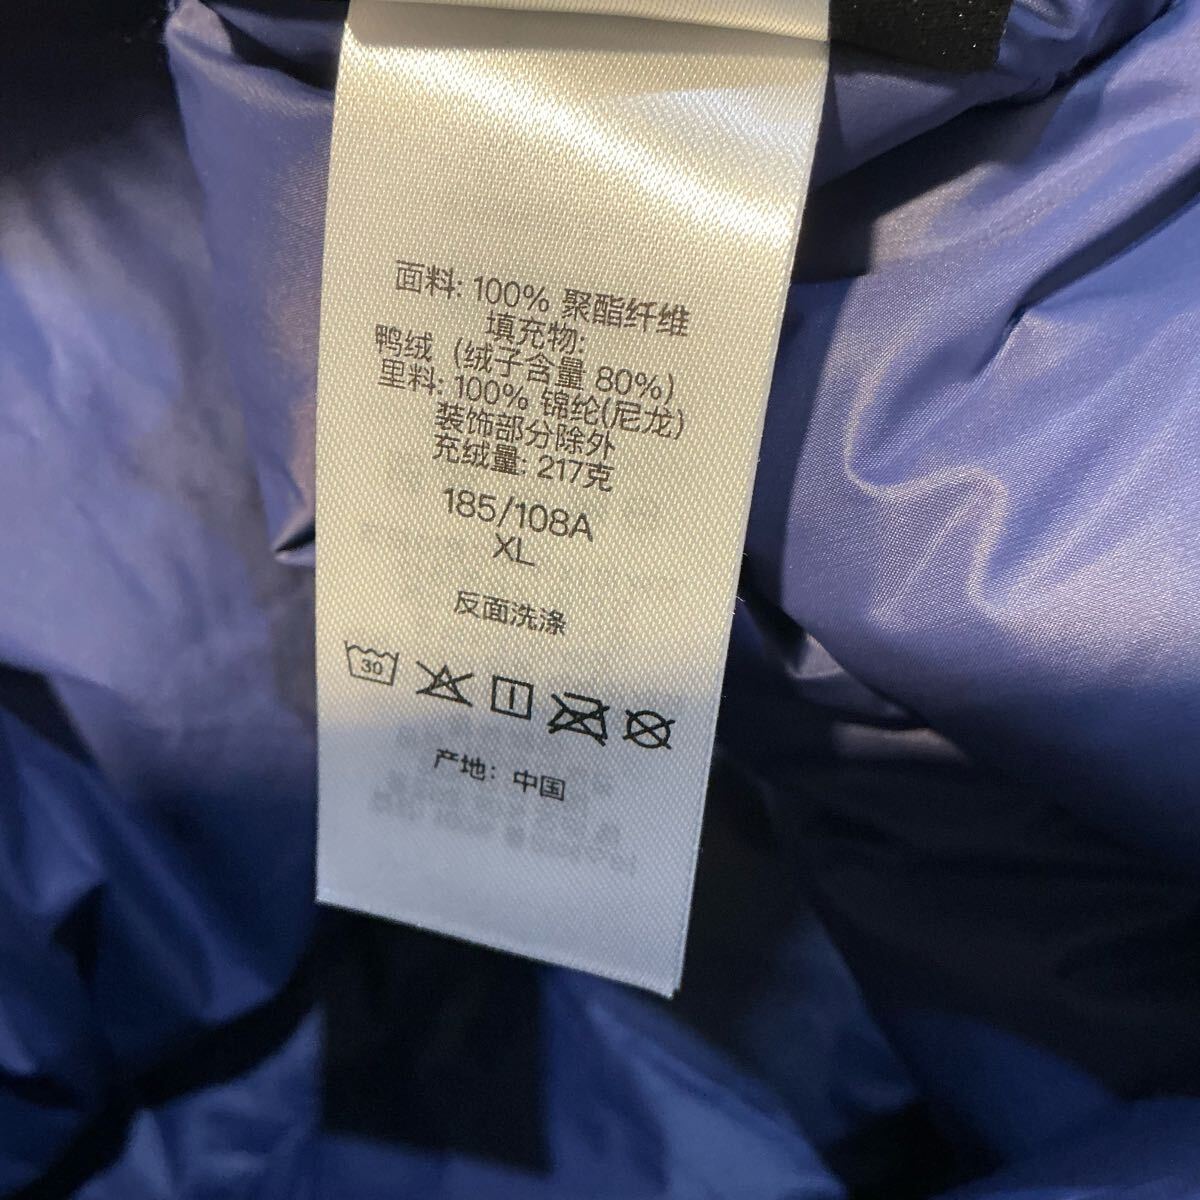 面料: 100% 聚酯纤维
填充物:
鸭绒 (绒子含量 80%)
里料: 100% 锦纶(尼龙)
装饰部分除外
充绒量: 217克
185/108A
XL
反面洗涤
30
产地: 中国